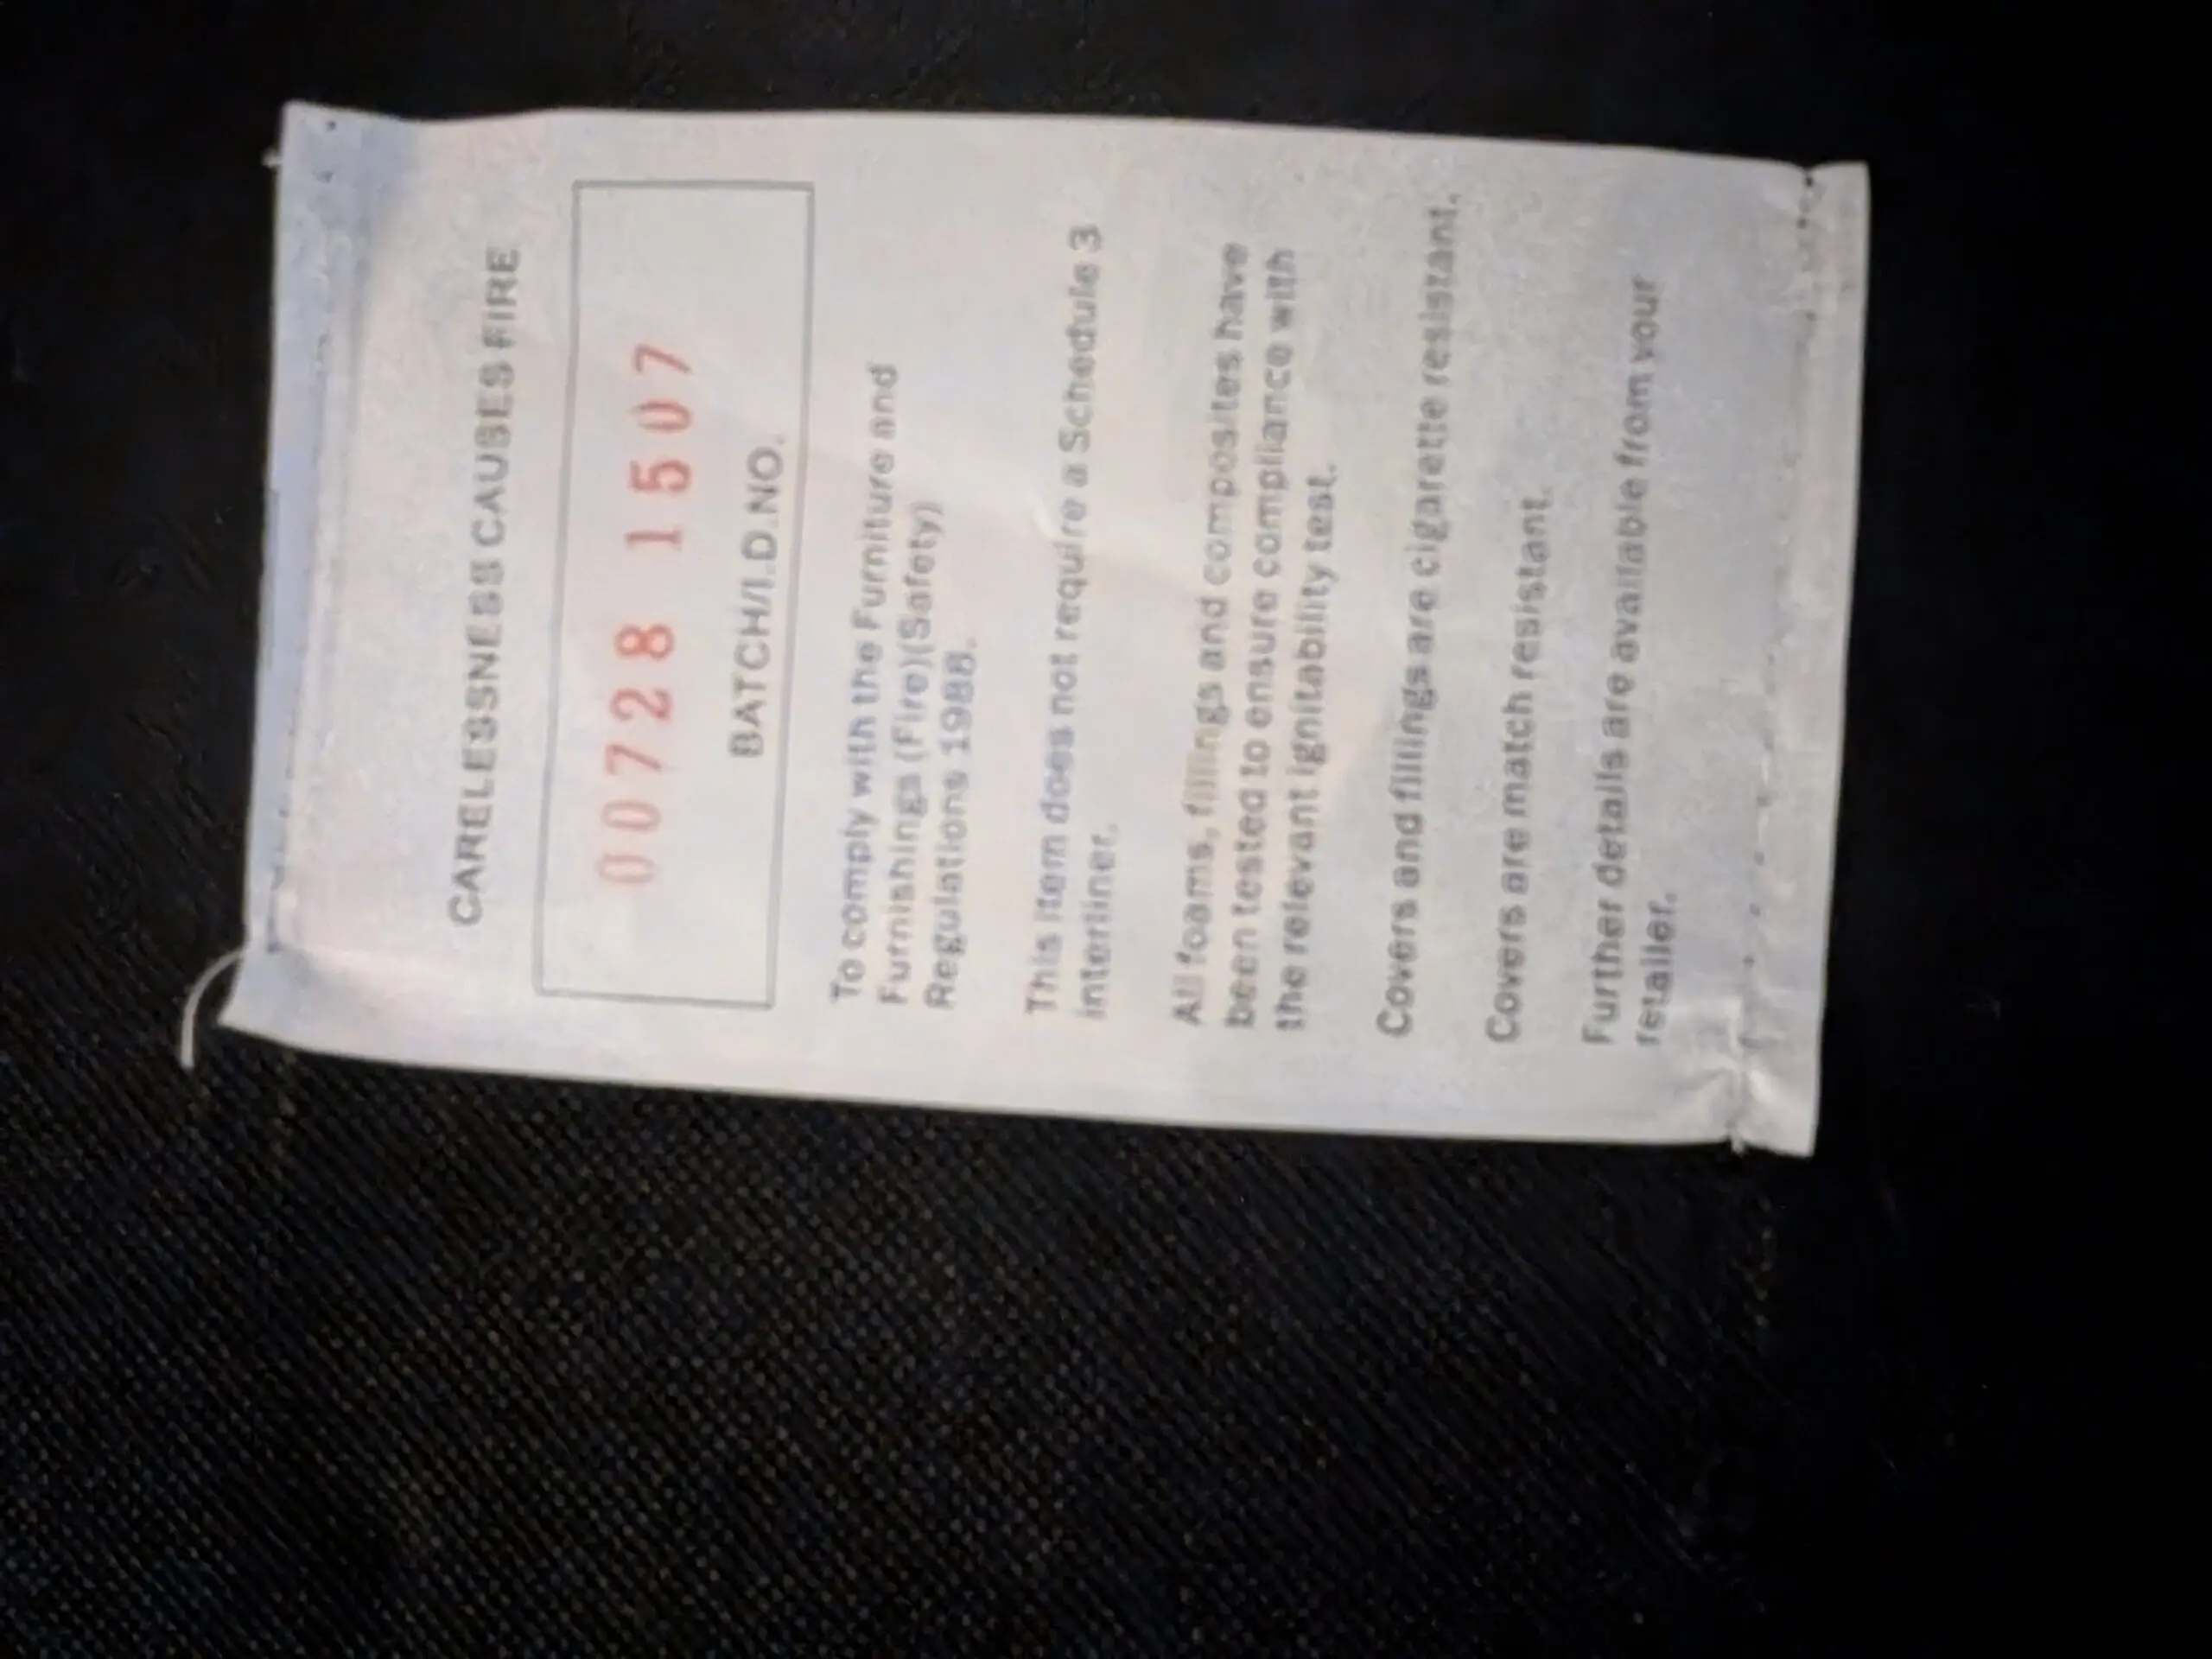 CARELESSNESS CAUSES FIRE
00728 1507
BATCH/I.D.NO.
To comply with the Furniture and
Furnishings (Fire)(Safety)
Regulations 1988.
This item does not require a Schedule 3
interliner.
All foams, fillings and composites have
been tested to ensure compliance with
the relevant ignitability test.
Covers and fillings are cigarette resistant.
Covers are match resistant.
Further details are available from your
retailer.